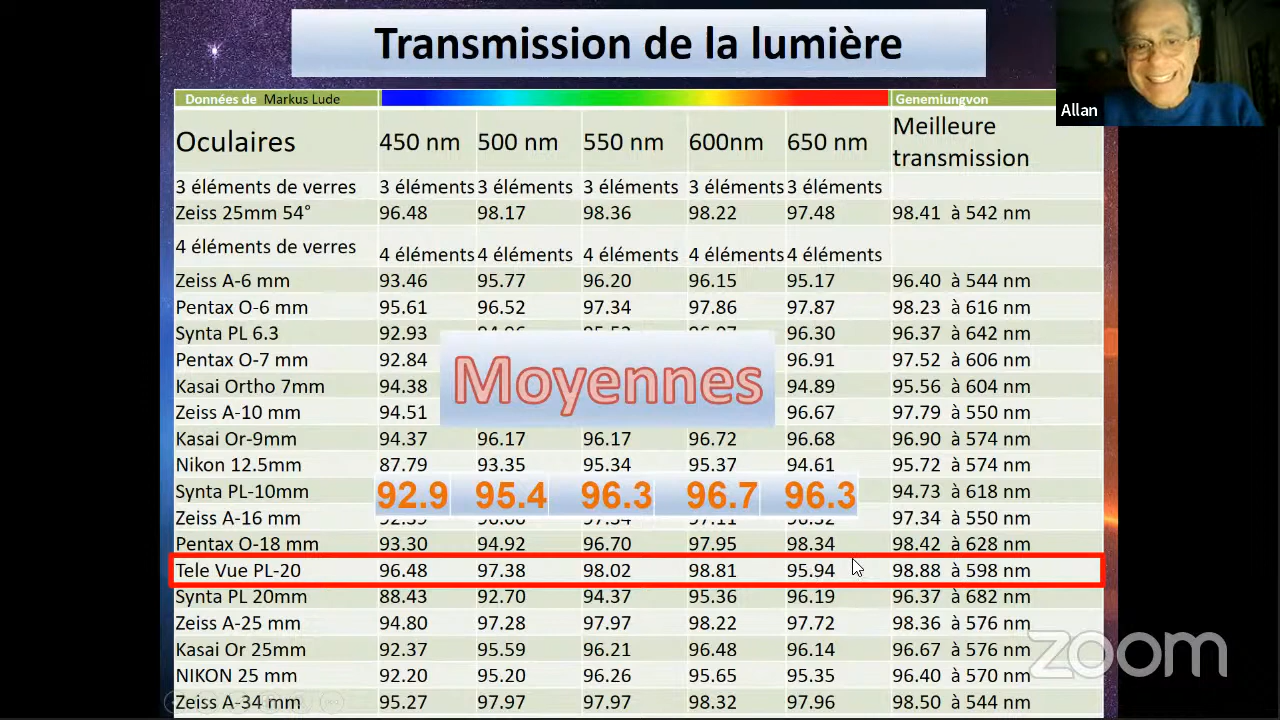 Transmission de la lumière
Allan
Données de Markus Lude Genemiungvon
Oculaires 450 nm 500 nm 550 nm 600nm 650 nm Meilleure transmission
3 éléments de verres 3 éléments 3 éléments 3 éléments 3 éléments 3 éléments
Zeiss 25mm 54° 96.48 98.17 98.36 98.22 97.48 98.41 à 542 nm
4 éléments de verres 4 éléments 4 éléments 4 éléments 4 éléments 4 éléments
Zeiss A-6 mm 93.46 95.77 96.20 96.15 95.17 96.40 à 544 nm
Pentax O-6 mm 95.61 96.52 97.34 97.86 97.87 98.23 à 616 nm
Synta PL 6.3 92.93 96.30 96.37 à 642 nm
Pentax O-7 mm 92.84 96.91 97.52 à 606 nm
Moyennes
Kasai Ortho 7mm 94.38 94.89 95.56 à 604 nm
Zeiss A-10 mm 94.51 96.67 97.79 à 550 nm
Kasai Or-9mm 94.37 96.17 96.17 96.72 96.68 96.90 à 574 nm
Nikon 12.5mm 87.79 93.35 95.34 95.37 94.61 95.72 à 574 nm
Synta PL-10mm 94.73 à 618 nm
92.9 95.4 96.3 96.7 96.3
Zeiss A-16 mm 97.34 à 550 nm
Pentax O-18 mm 93.30 94.92 96.70 97.95 98.34 98.42 à 628 nm
Tele Vue PL-20 96.48 97.38 98.02 98.81 95.94 98.88 à 598 nm
Synta PL 20mm 88.43 92.70 94.37 95.36 96.19 96.37 à 682 nm
Zeiss A-25 mm 94.80 97.28 97.97 98.22 97.72 98.36 à 576 nm
Kasai Or 25mm 92.37 95.59 96.21 96.48 96.14 96.67 à 576 nm
NIKON 25 mm 92.20 95.20 96.26 95.65 95.35 96.40 à 570 nm
Zeiss A-34 mm 95.27 97.97 97.97 98.32 97.96 98.50 à 544 nm
zoom